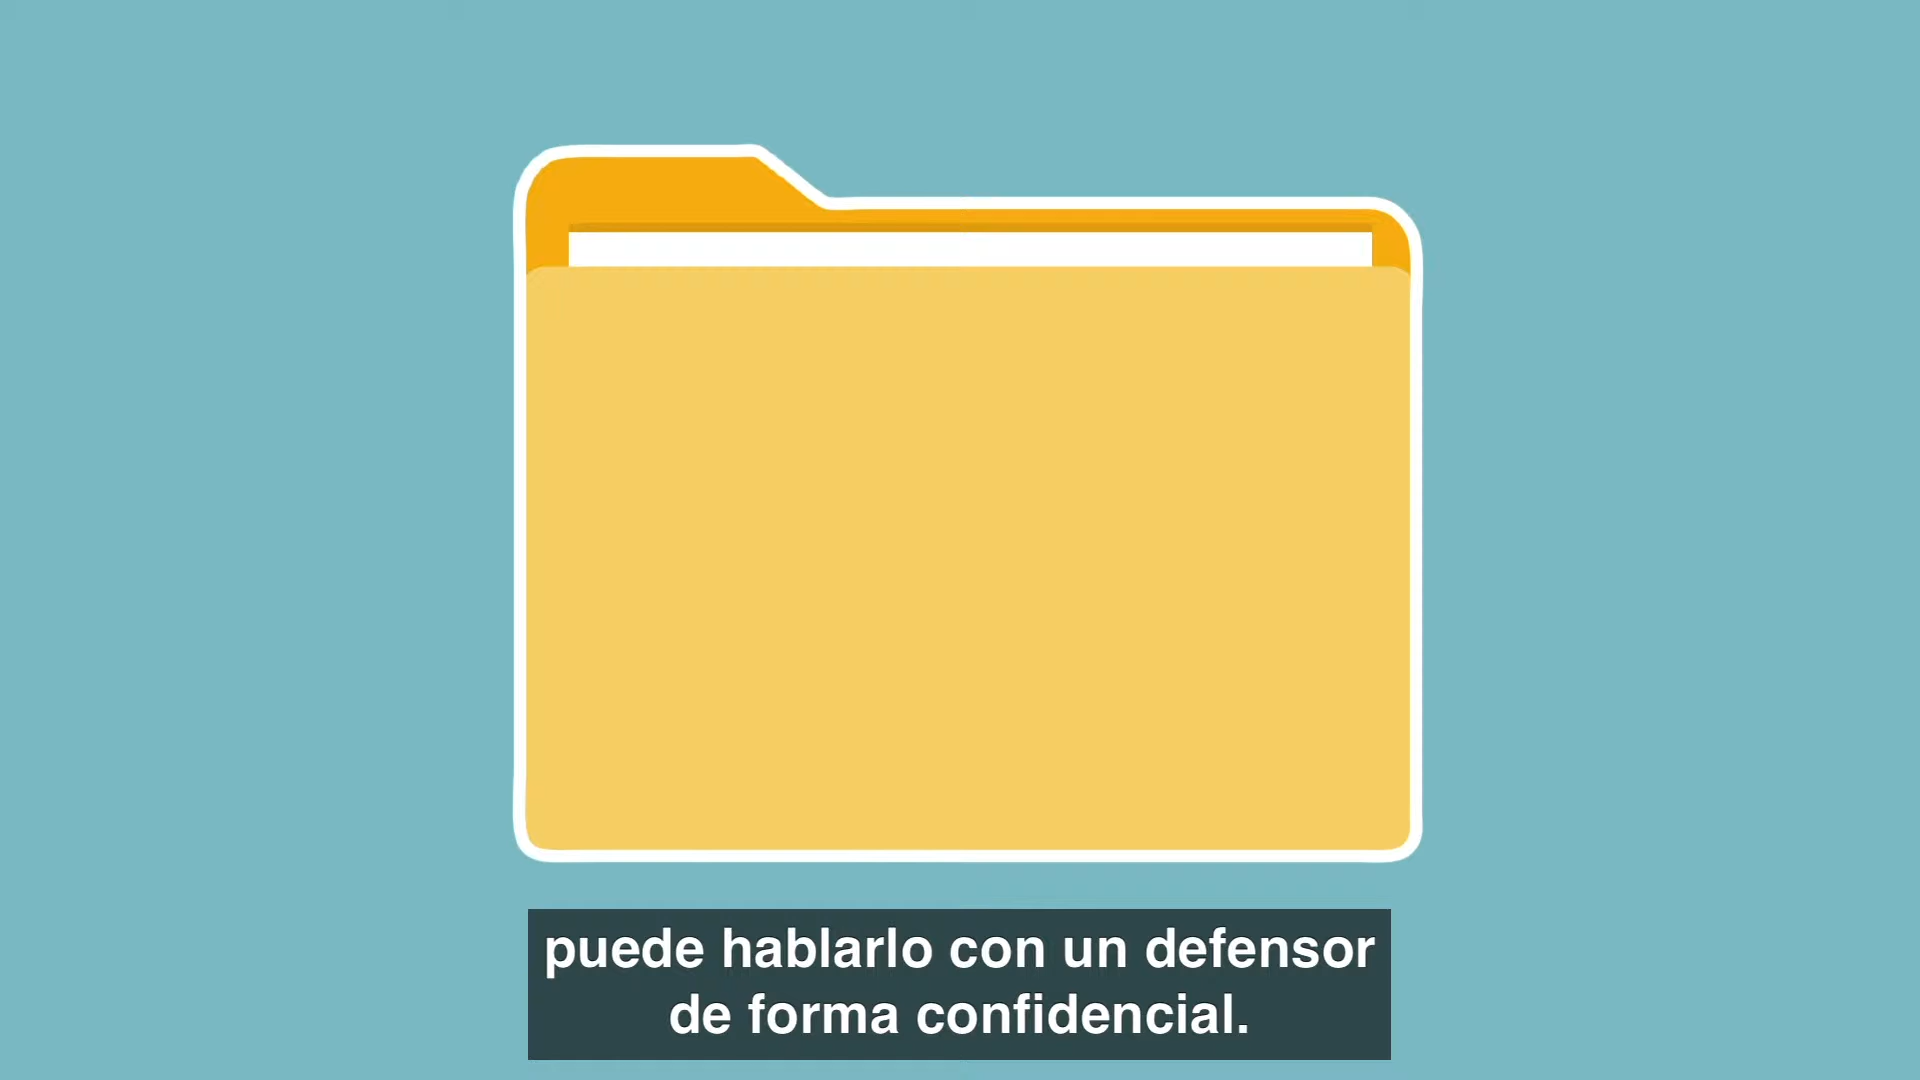 puede hablarlo con un defensor
de forma confidencial.